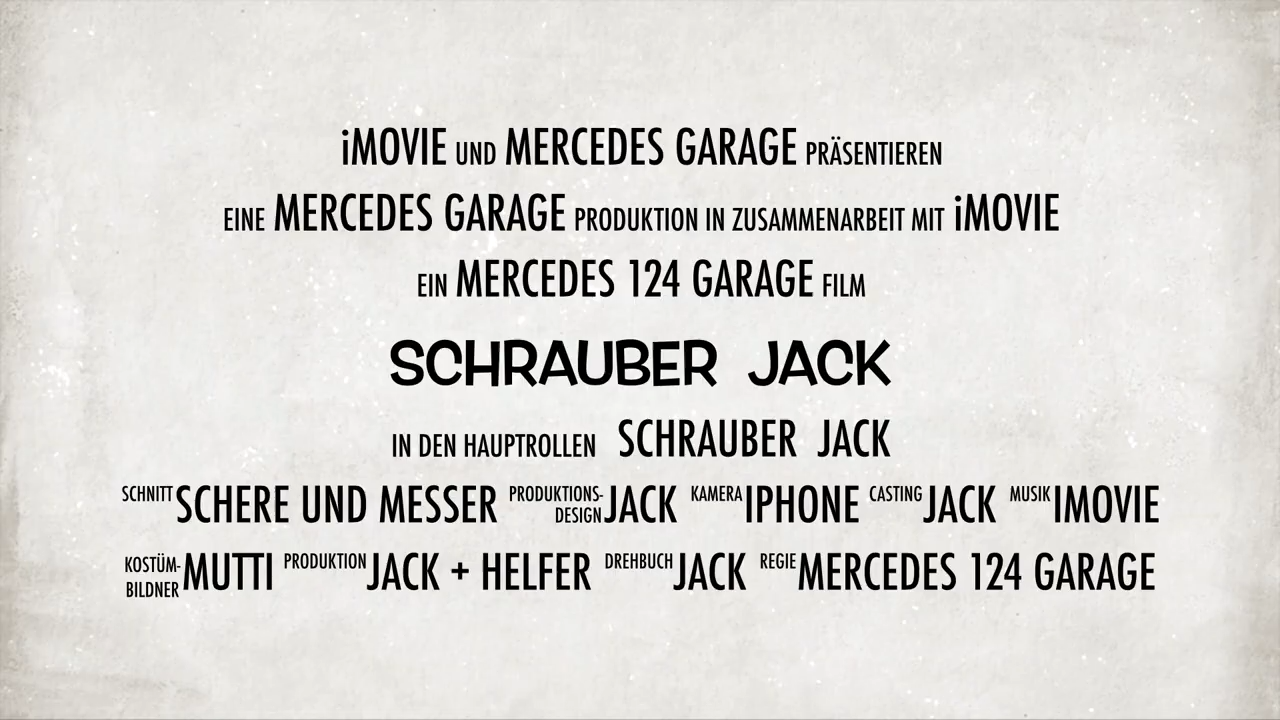 iMOVIE UND MERCEDES GARAGE PRÄSENTIEREN
EINE MERCEDES GARAGE PRODUKTION IN ZUSAMMENARBEIT MIT iMOVIE
EIN MERCEDES 124 GARAGE FILM
SCHRAUBER JACK
IN DEN HAUPTROLLEN SCHRAUBER JACK
SCHNITT SCHERE UND MESSER PRODUKTIONS-DESIGN JACK KAMERA IPHONE CASTING JACK MUSIK IMOVIE
KOSTÜM-BILDNER MUTTI PRODUKTION JACK + HELFER DREHBUCH JACK REGIE MERCEDES 124 GARAGE